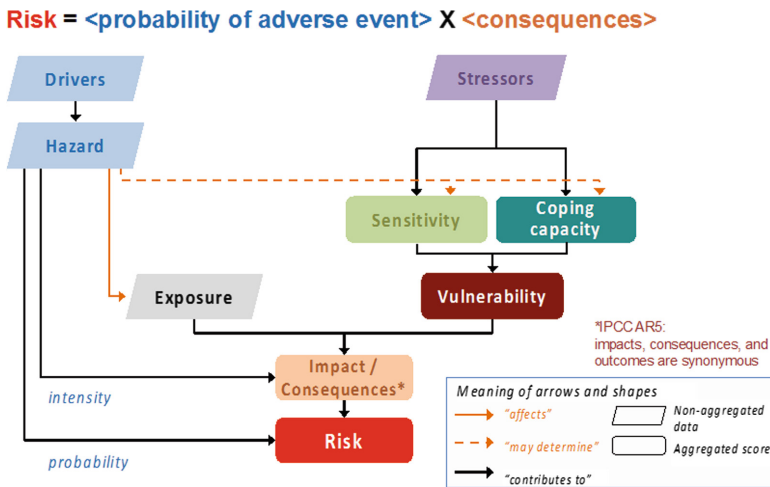 Risk = <probability of adverse event> X <consequences>
Drivers
Stressors
Hazard
Sensitivity
Coping
capacity
Exposure
Vulnerability
*IPCC AR5:
impacts, consequences, and
outcomes are synonymous
Impact /
Consequences*
intensity
Risk
probability
Meaning of arrows and shapes
"affects"
Non-aggregated
data
"may determine"
Aggregated score
"contributes to"